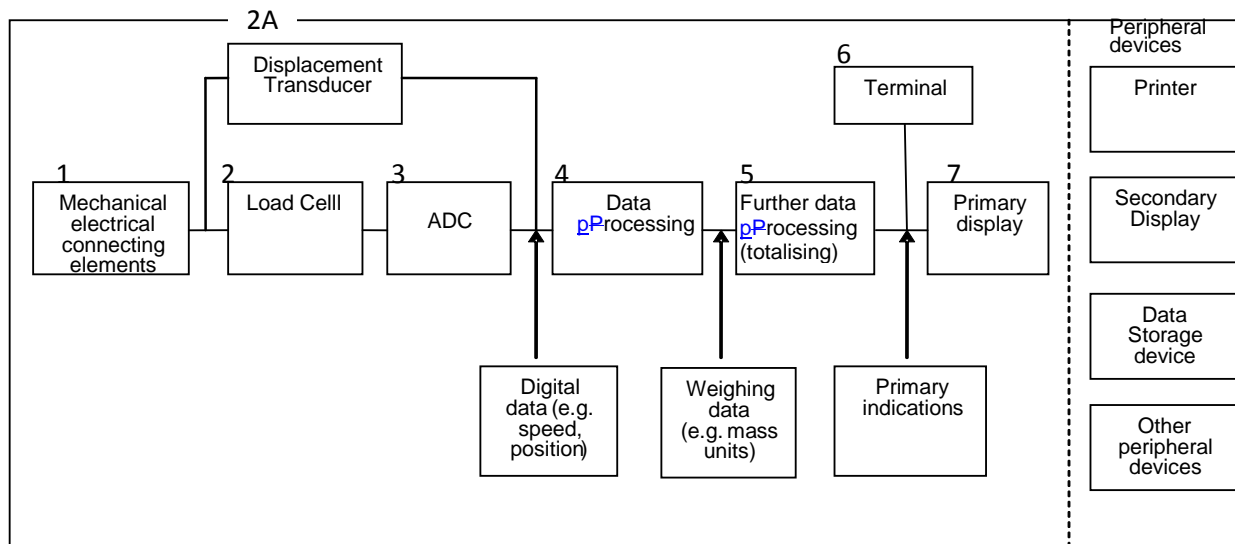 2A
Peripheral
devices
Displacement
Transducer
6
Terminal
Printer
1
Mechanical
electrical
connecting
elements
2
Load Celll
3
ADC
4
Data
pProcessing
5
Further data
pProcessing
(totalising)
7
Primary
display
Secondary
Display
Digital
data (e.g.
speed,
position)
Weighing
data
(e.g. mass
units)
Primary
indications
Data
Storage
device
Other
peripheral
devices